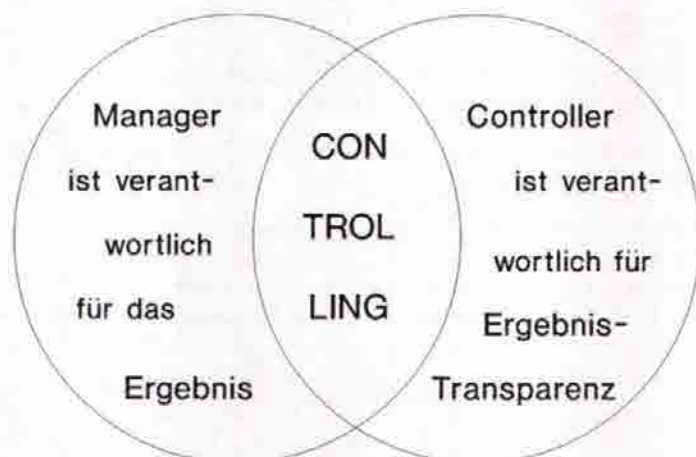 Manager
ist verant-
wortlich
für das
Ergebnis
CON
TROL
LING
Controller
ist verant-
wortlich für
Ergebnis-
Transparenz